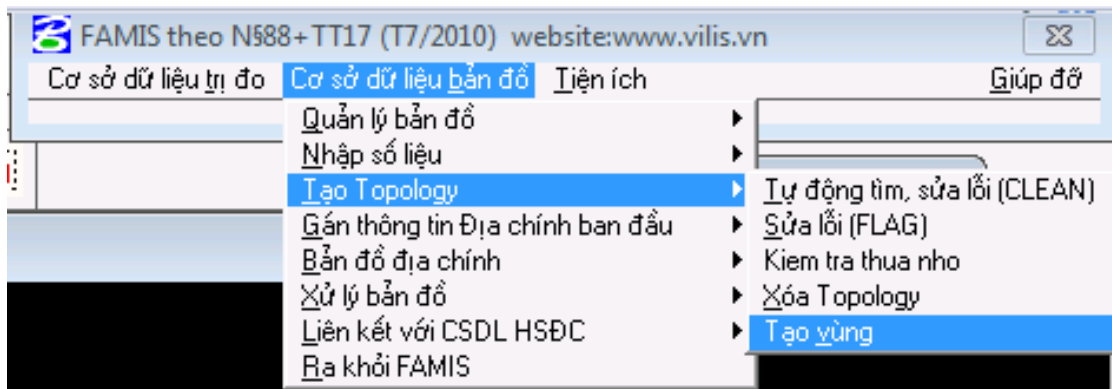 FAMIS theo N§88+TT17 (T7/2010) website:www.vilis.vn
Cơ sở dữ liệu trị đo Cơ sở dữ liệu bản đồ Tiện ích Giúp đỡ
Quản lý bản đồ
Nhập số liệu
Tạo Topology
Gán thông tin Địa chính ban đầu
Bản đồ địa chính
Xử lý bản đồ
Liên kết với CSDL HSĐC
Ra khỏi FAMIS
Tự động tìm, sửa lỗi (CLEAN)
Sửa lỗi (FLAG)
Kiem tra thua nho
Xóa Topology
Tạo vùng